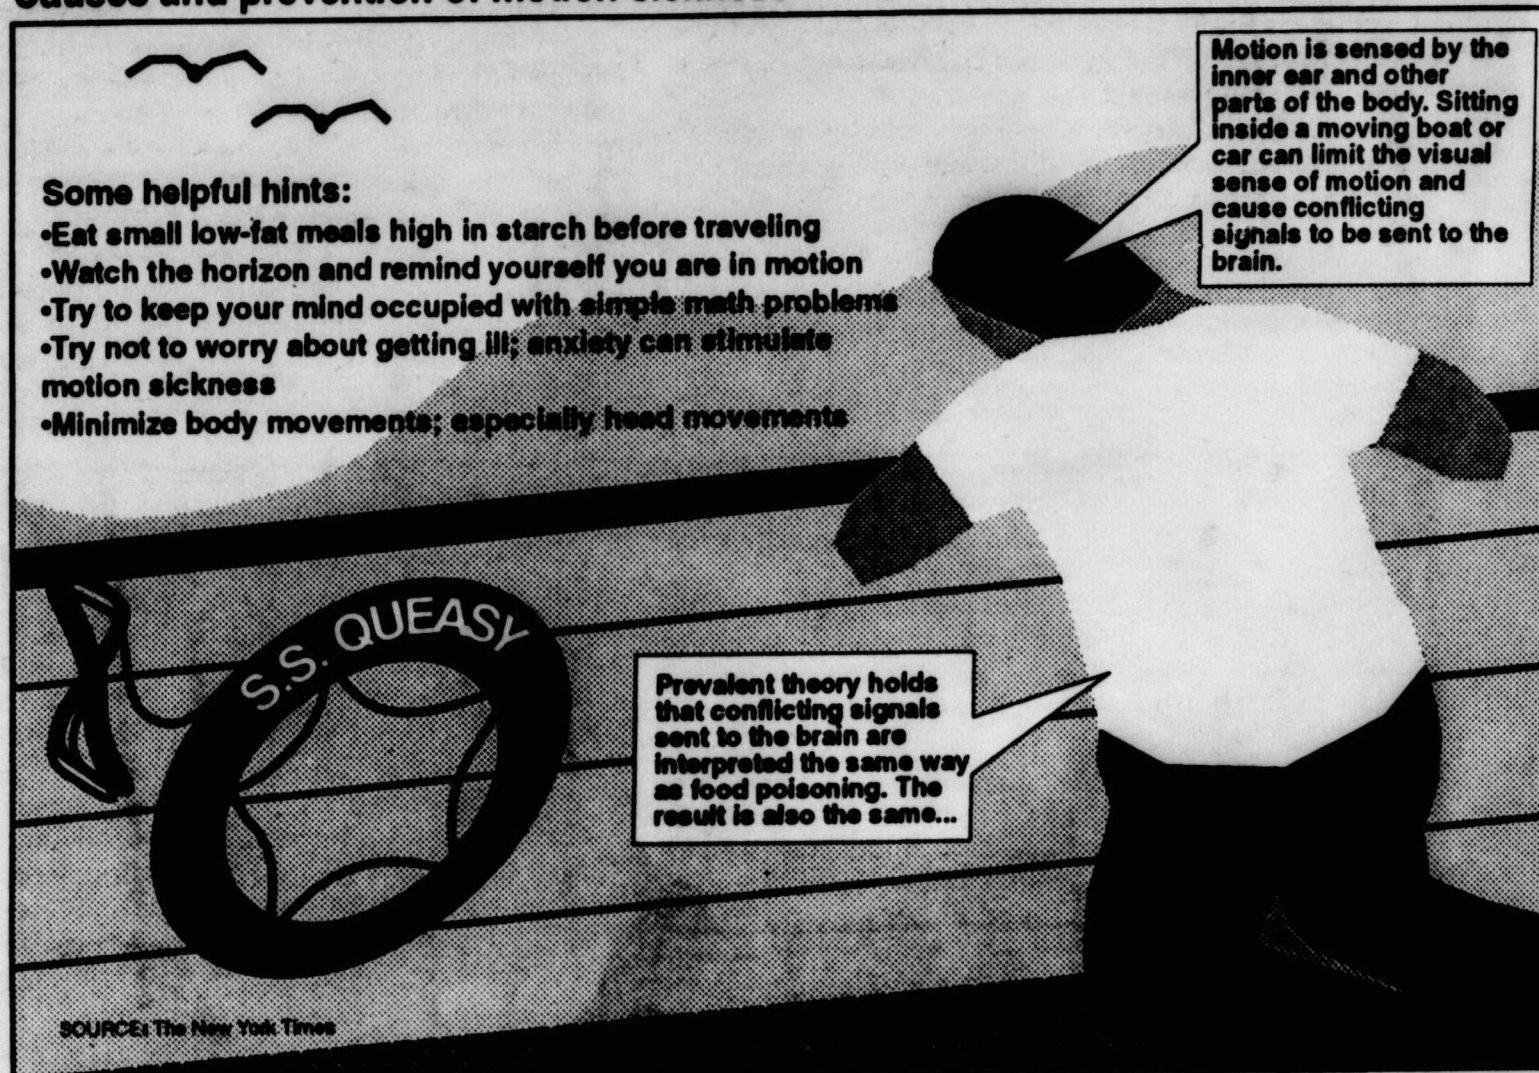 Causes and prevention of motion sickness
Motion is sensed by the
inner ear and other
parts of the body. Sitting
inside a moving boat or
car can limit the visual
sense of motion and
cause conflicting
signals to be sent to the
brain.
Some helpful hints:
•Eat small low-fat meals high in starch before traveling
•Watch the horizon and remind yourself you are in motion
•Try to keep your mind occupied with simple math problems
•Try not to worry about getting ill; anxiety can stimulate
motion sickness
•Minimize body movements; especially head movements
S.S. QUEASY
Prevalent theory holds
that conflicting signals
sent to the brain are
interpreted the same way
as food poisoning. The
result is also the same...
SOURCE: The New York Times